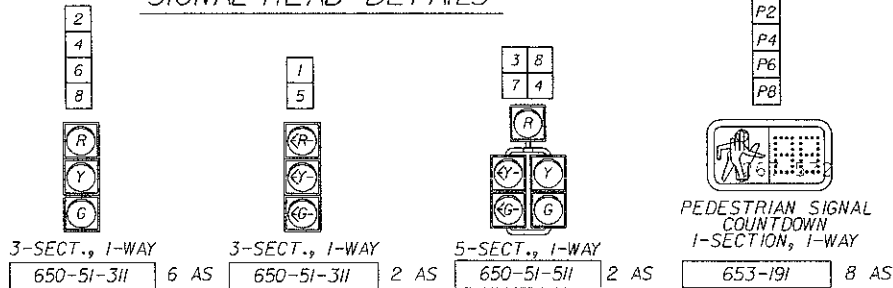 SIGNAL HEAD DETAILS
2
4
6
8
R
Y
G
3-SECT., 1-WAY
650-51-311 6 AS
1
5
<R-
<Y-
<G-
3-SECT., 1-WAY
650-51-311 2 AS
3 8
7 4
R
<Y- Y
<G- G
5-SECT., 1-WAY
650-51-511 2 AS
P2
P4
P6
P8
PEDESTRIAN SIGNAL
COUNTDOWN
1-SECTION, 1-WAY
653-191 8 AS